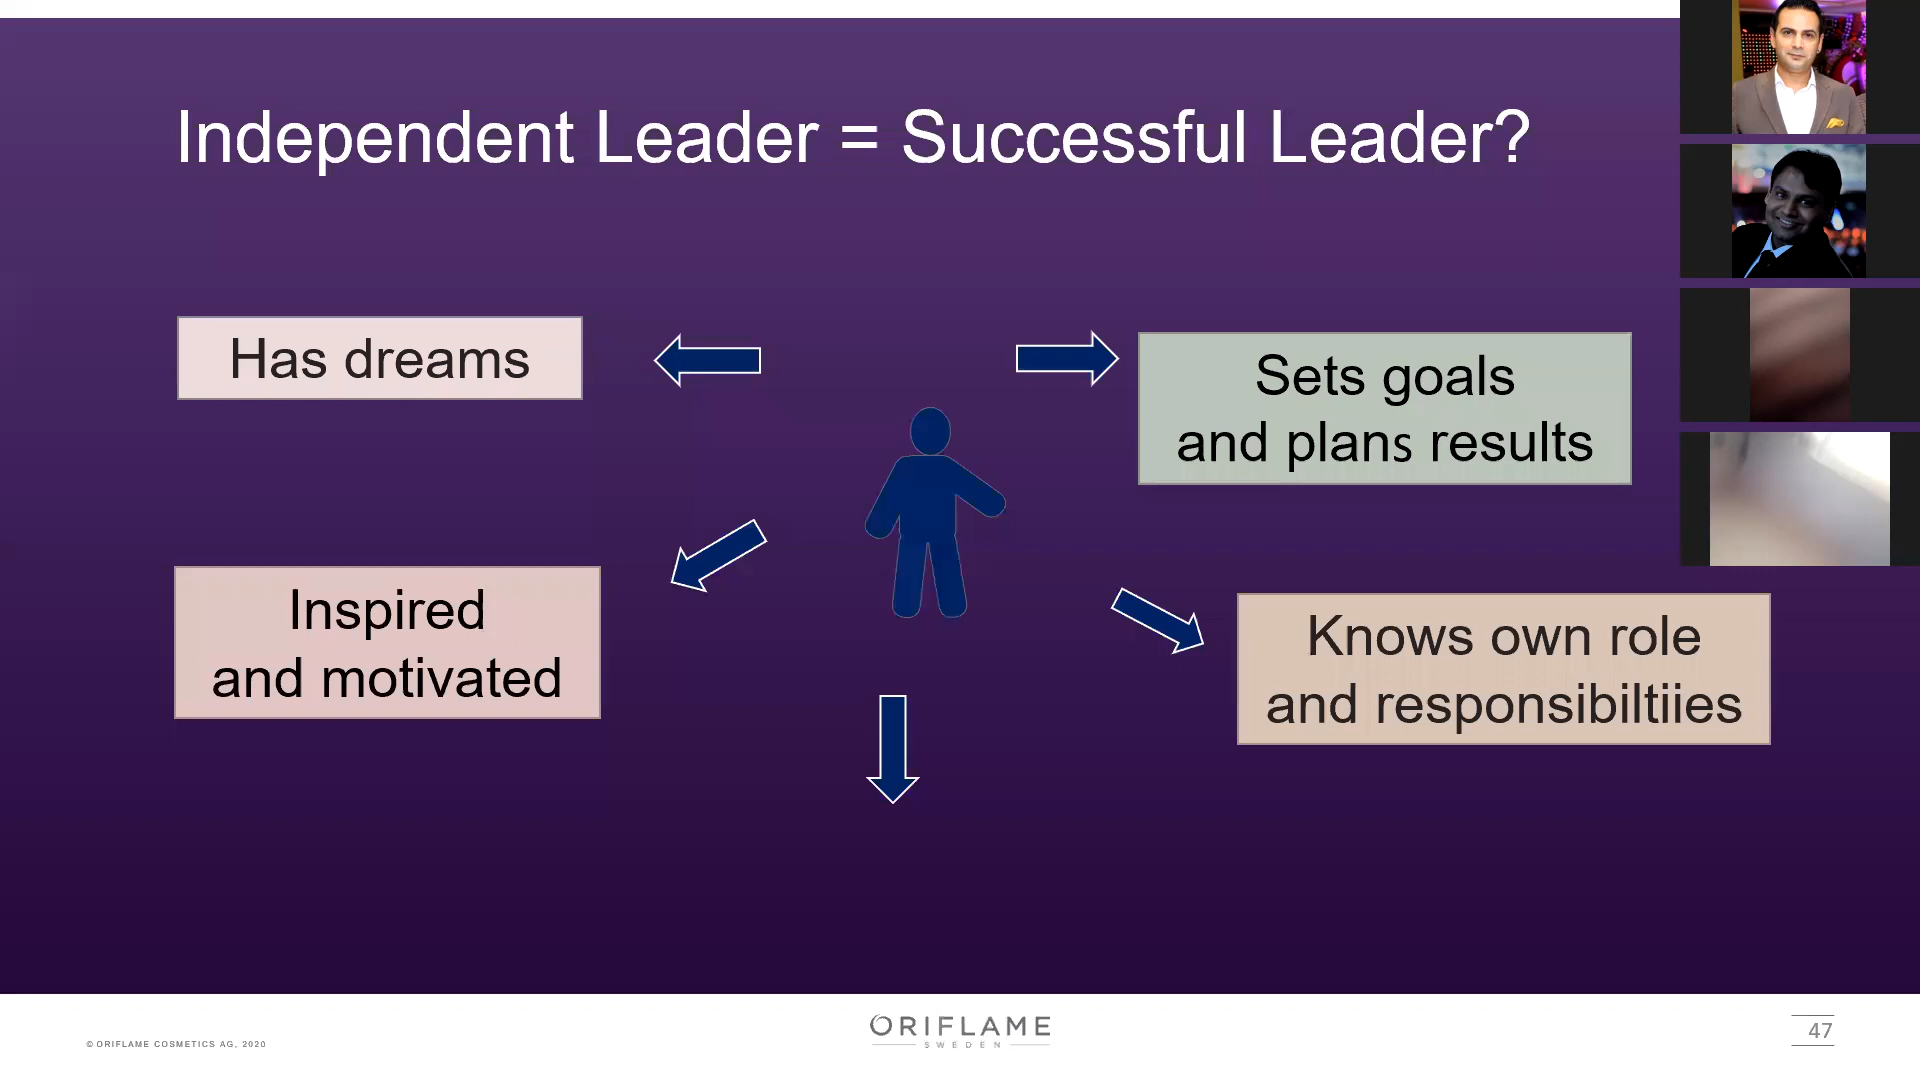 Independent Leader = Successful Leader?
Has dreams
Sets goals
and plans results
Inspired
and motivated
Knows own role
and responsibiltiies
© ORIFLAME COSMETICS AG, 2020
ORIFLAME
SWEDEN
47